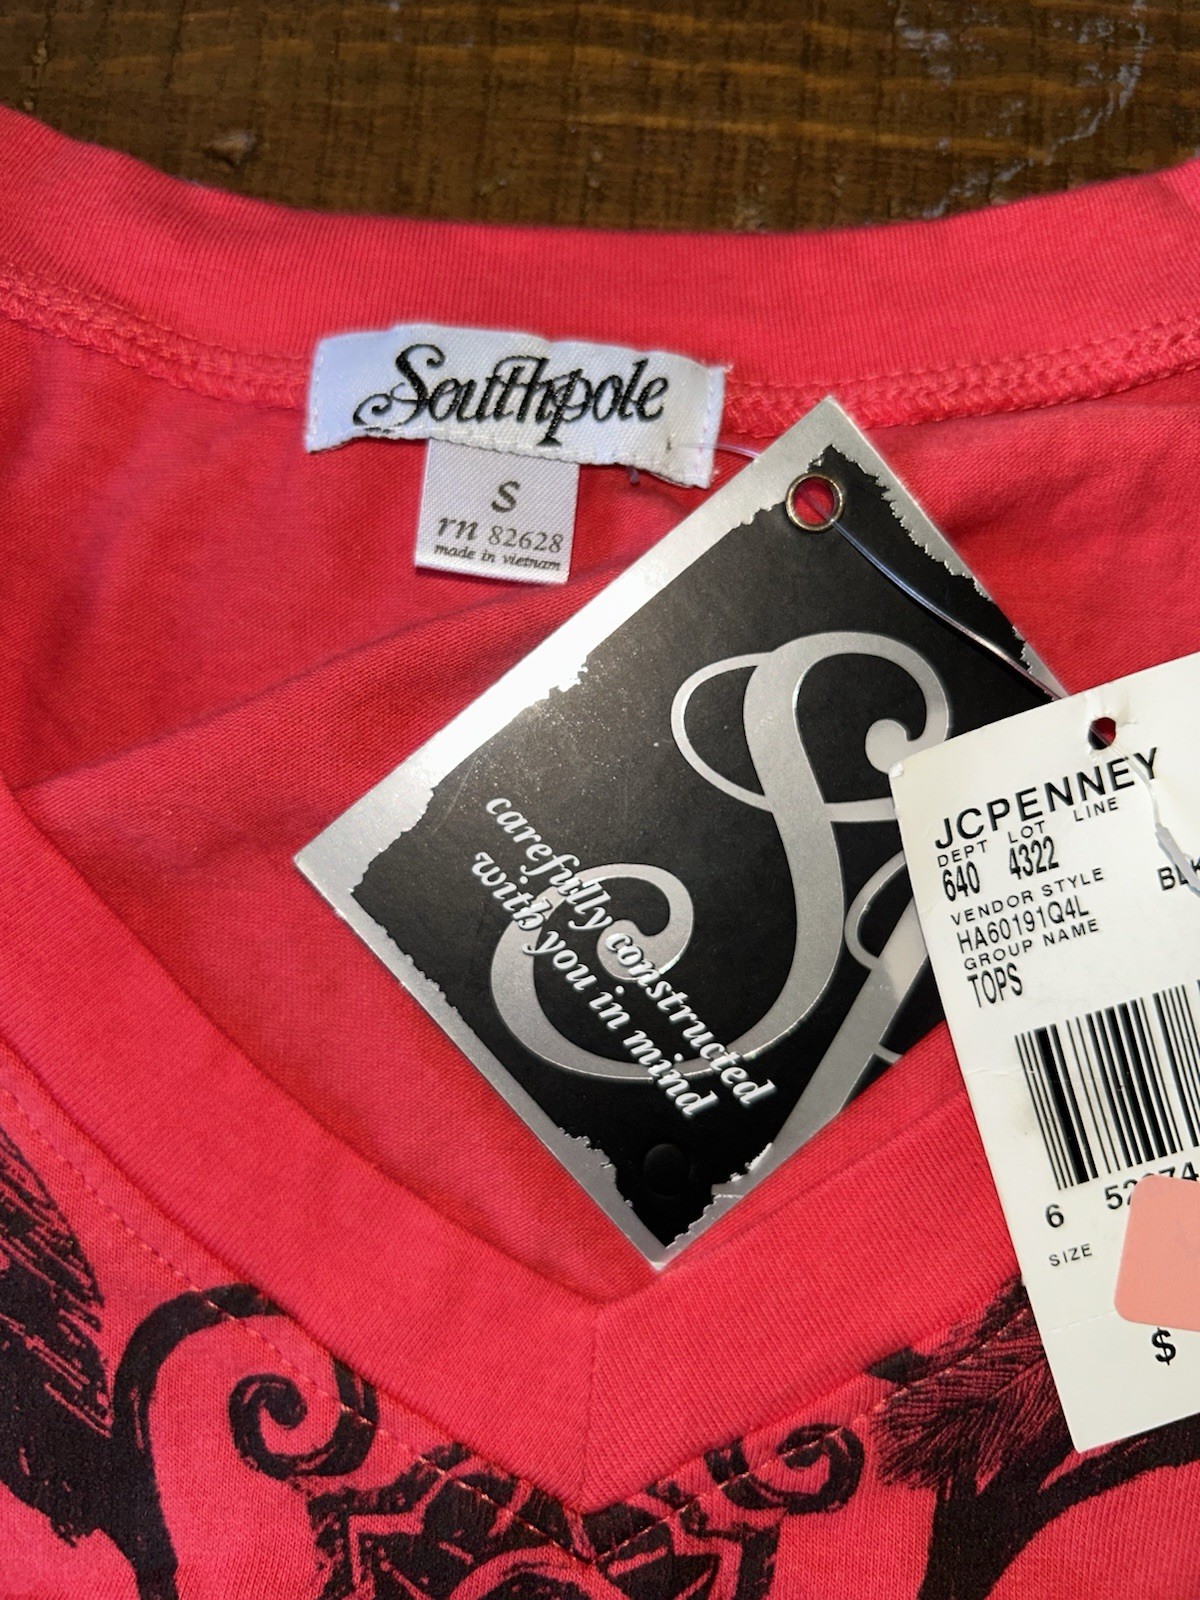 Southpole
S
rn 82628
made in vietnam
carefully constructed
with you in mind
JCPENNEY
DEPT LOT LINE
640 4322
VENDOR STYLE
HA60191Q4L
GROUP NAME
TOPS
6
SIZE
$